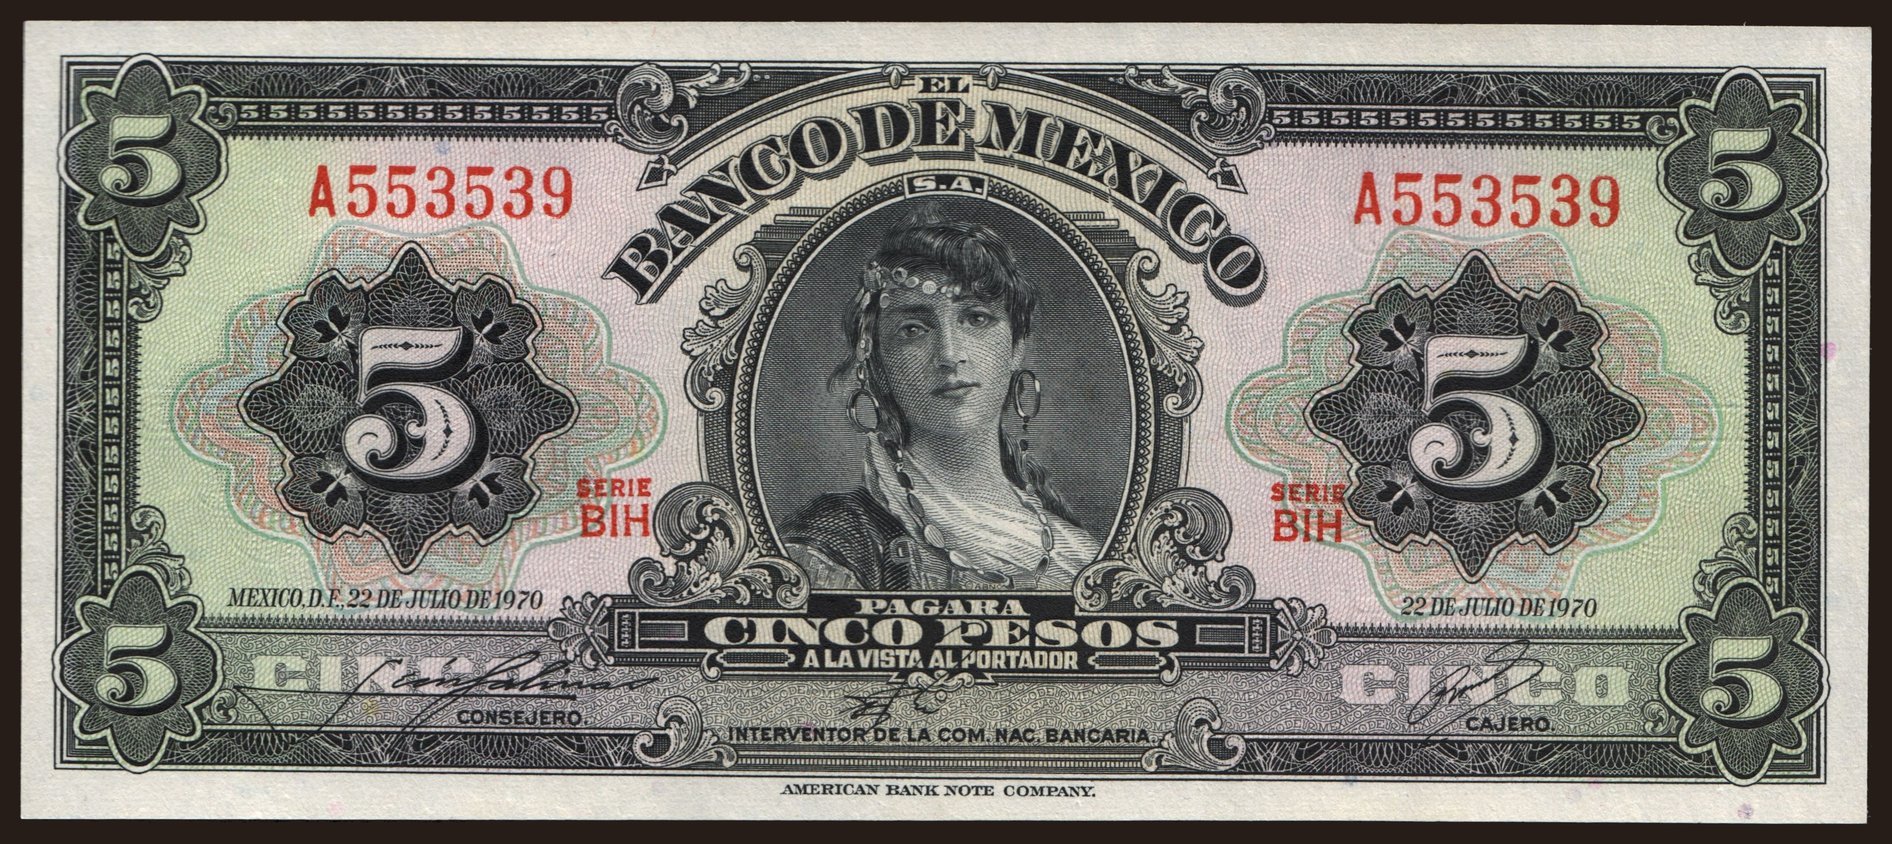 EL
BANCO DE MEXICO
S.A.
5
5
A553539
A553539
5
5
SERIE
BIH
SERIE
BIH
MEXICO, D.F., 22 DE JULIO DE 1970
22 DE JULIO DE 1970
PAGARA
CINCO PESOS
A LA VISTA AL PORTADOR
5
CINCO
CINCO
5
CONSEJERO.
INTERVENTOR DE LA COM. NAC. BANCARIA.
CAJERO.
AMERICAN BANK NOTE COMPANY.